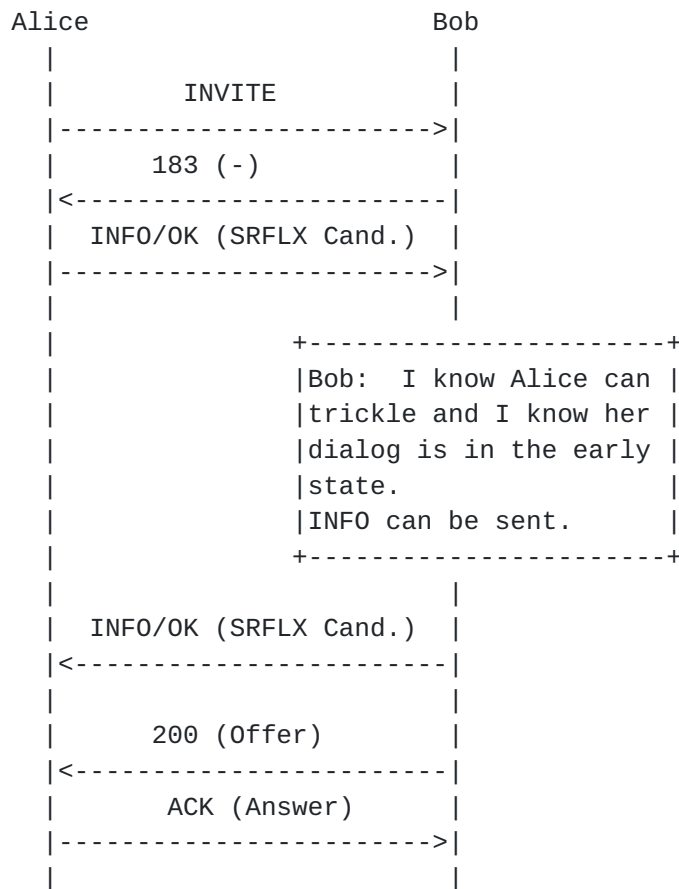 Alice Bob
INVITE
183 (-)
INFO/OK (SRFLX Cand.)
Bob: I know Alice can
trickle and I know her
dialog is in the early
state.
INFO can be sent.
INFO/OK (SRFLX Cand.)
200 (Offer)
ACK (Answer)